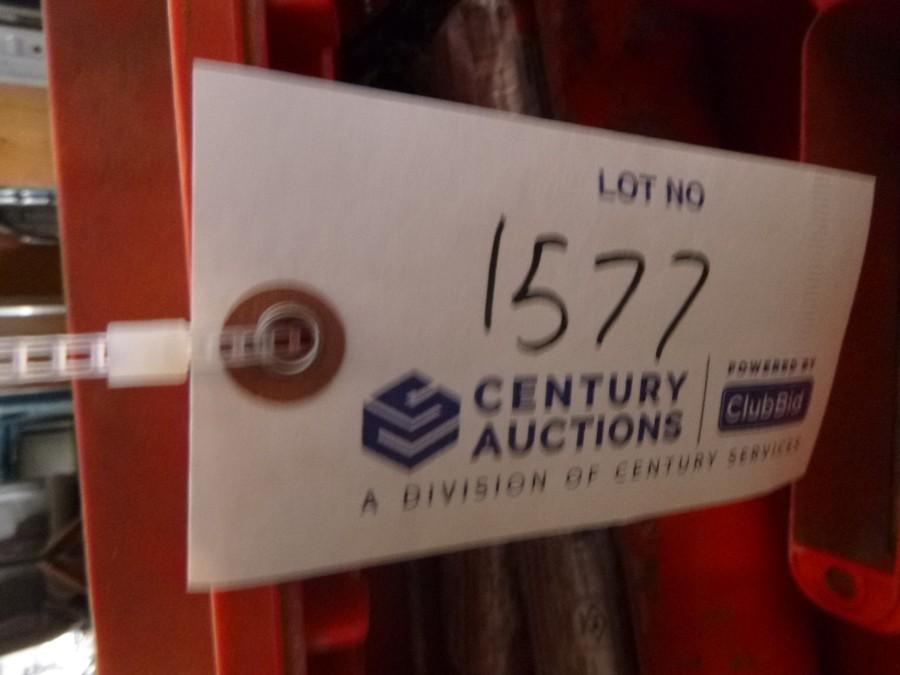 LOT NO
1577
CENTURY
AUCTIONS
POWERED BY
ClubBid
A DIVISION OF CENTURY SERVICES